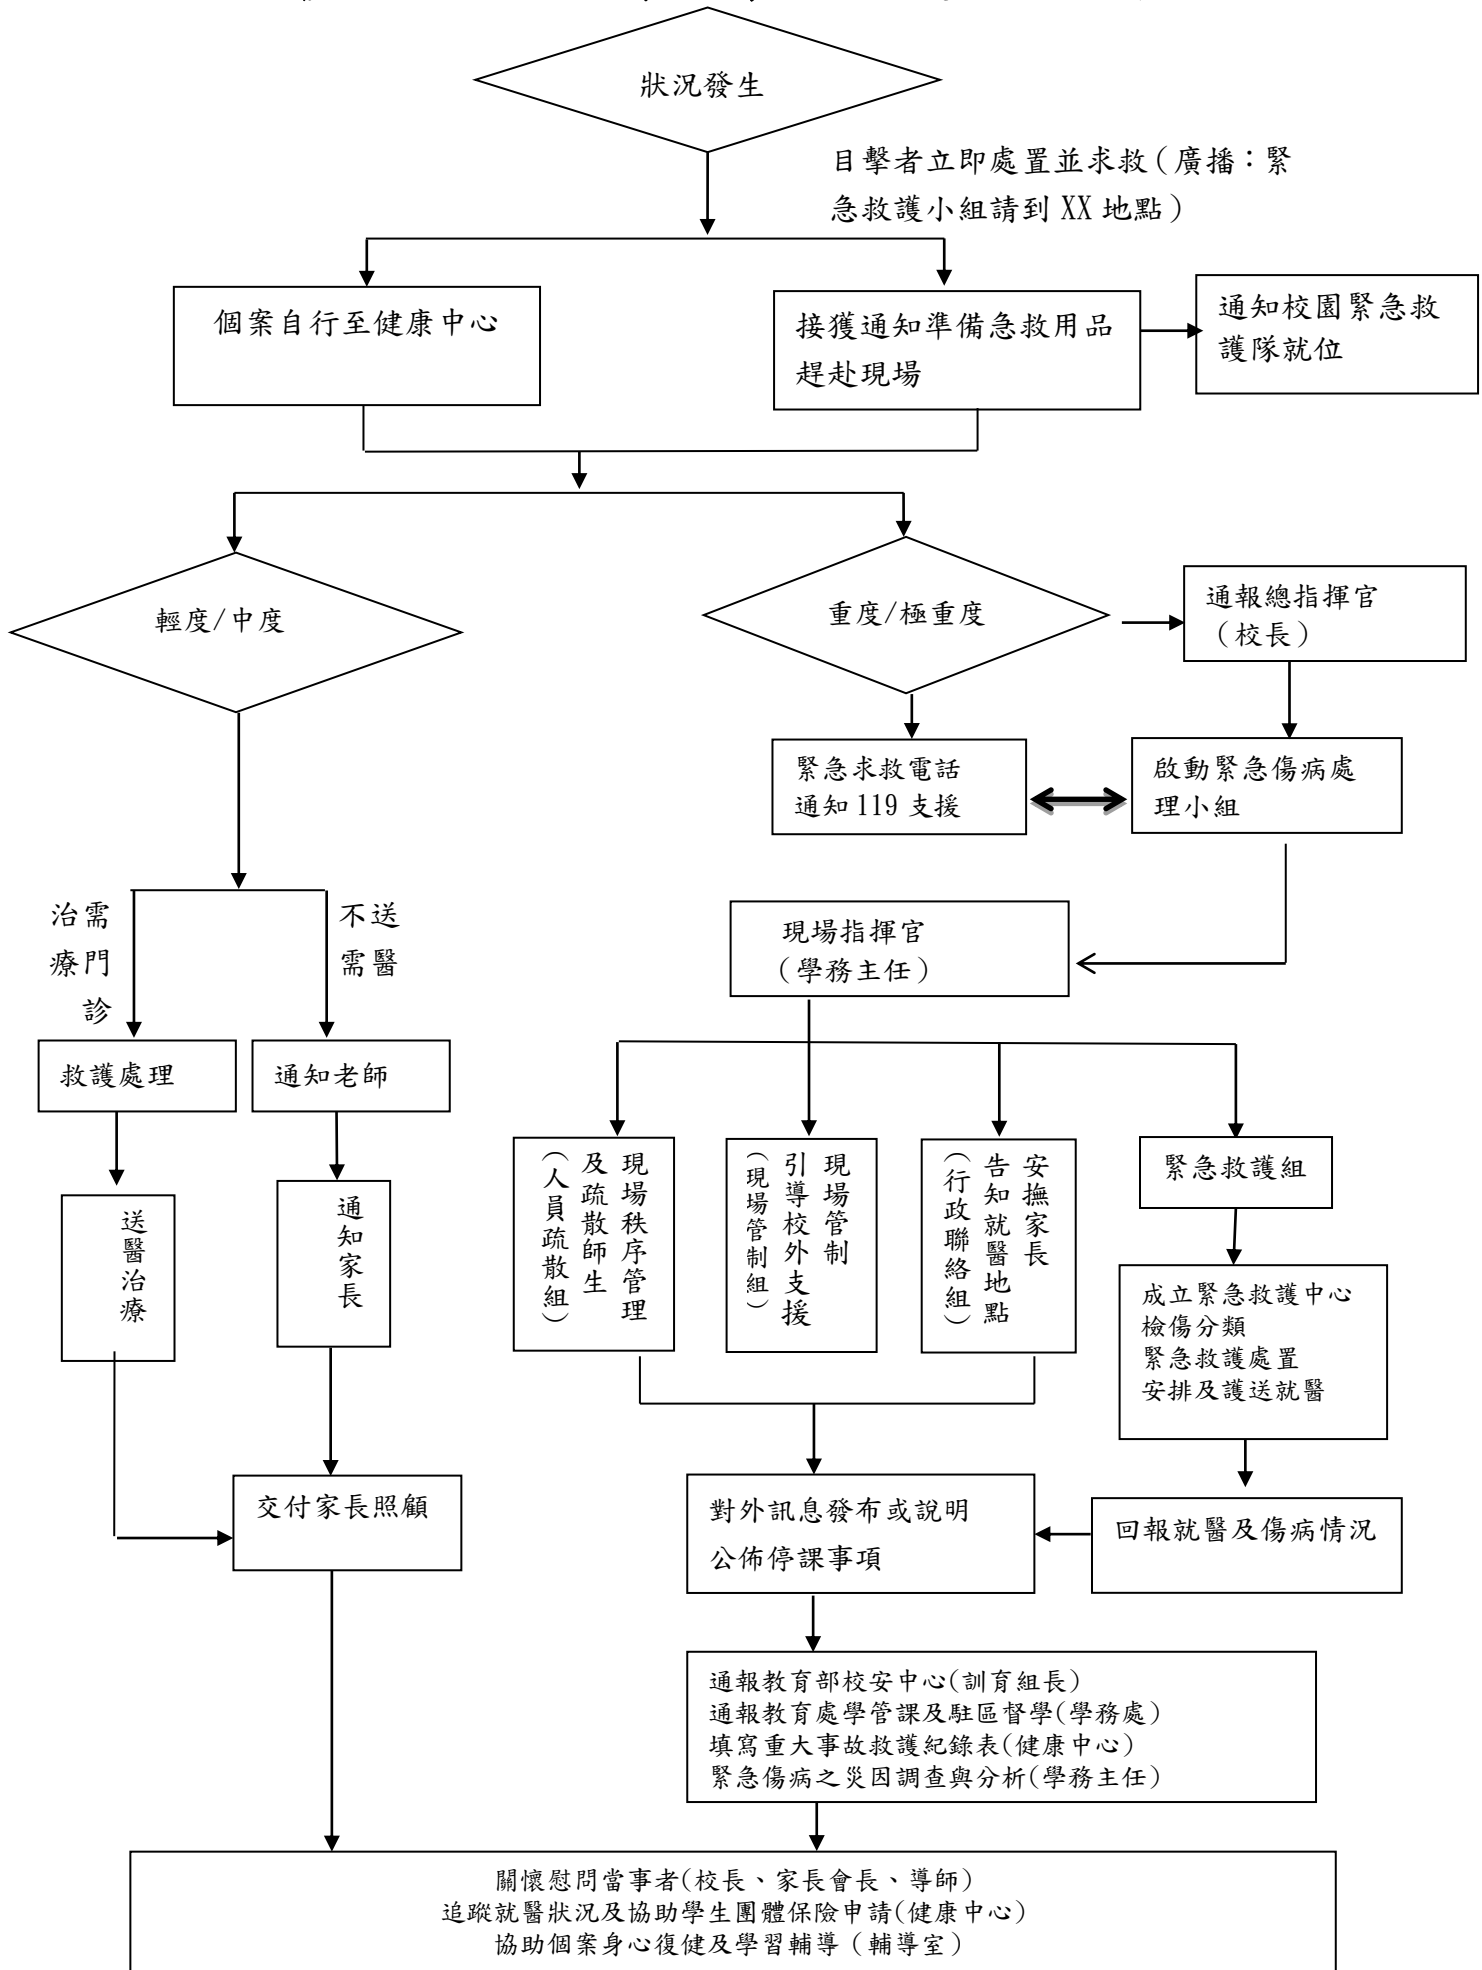 狀況發生
目擊者立即處置並求救（廣播：緊
急救護小組請到 XX 地點）
個案自行至健康中心
接獲通知準備急救用品
趕赴現場
通知校園緊急救
護隊就位
輕度/中度
重度/極重度
通報總指揮官
（校長）
緊急求救電話
通知 119 支援
啟動緊急傷病處
理小組
需門診
治療
不需
送醫
現場指揮官
（學務主任）
救護處理
通知老師
現場秩序管理
及疏散師生
（人員疏散組）
現場管制
引導校外支援
（現場管制組）
安撫家長
告知就醫地點
（行政聯絡組）
緊急救護組
送醫治療
通知家長
成立緊急救護中心
檢傷分類
緊急救護處置
安排及護送就醫
交付家長照顧
對外訊息發布或說明
公佈停課事項
回報就醫及傷病情況
通報教育部校安中心(訓育組長)
通報教育處學管課及駐區督學(學務處)
填寫重大事故救護紀錄表(健康中心)
緊急傷病之災因調查與分析(學務主任)
關懷慰問當事者(校長、家長會長、導師)
追蹤就醫狀況及協助學生團體保險申請(健康中心)
協助個案身心復健及學習輔導（輔導室）